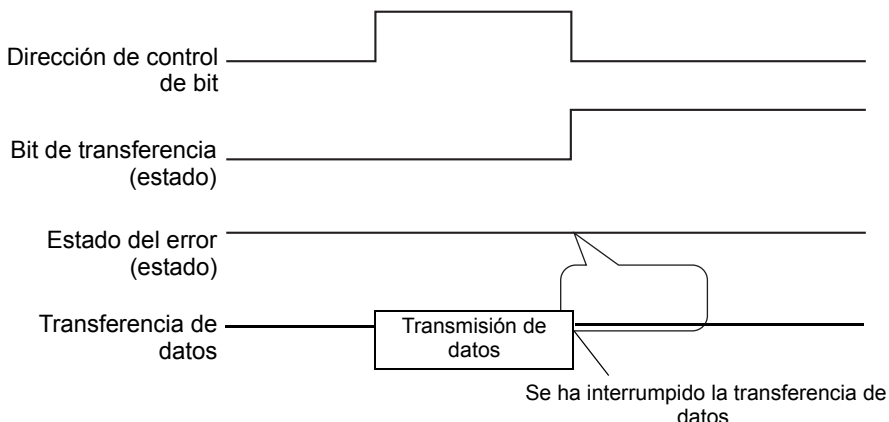 Dirección de control
de bit
Bit de transferencia
(estado)
Estado del error
(estado)
Transferencia de
datos
Transmisión de
datos
Se ha interrumpido la transferencia de
datos